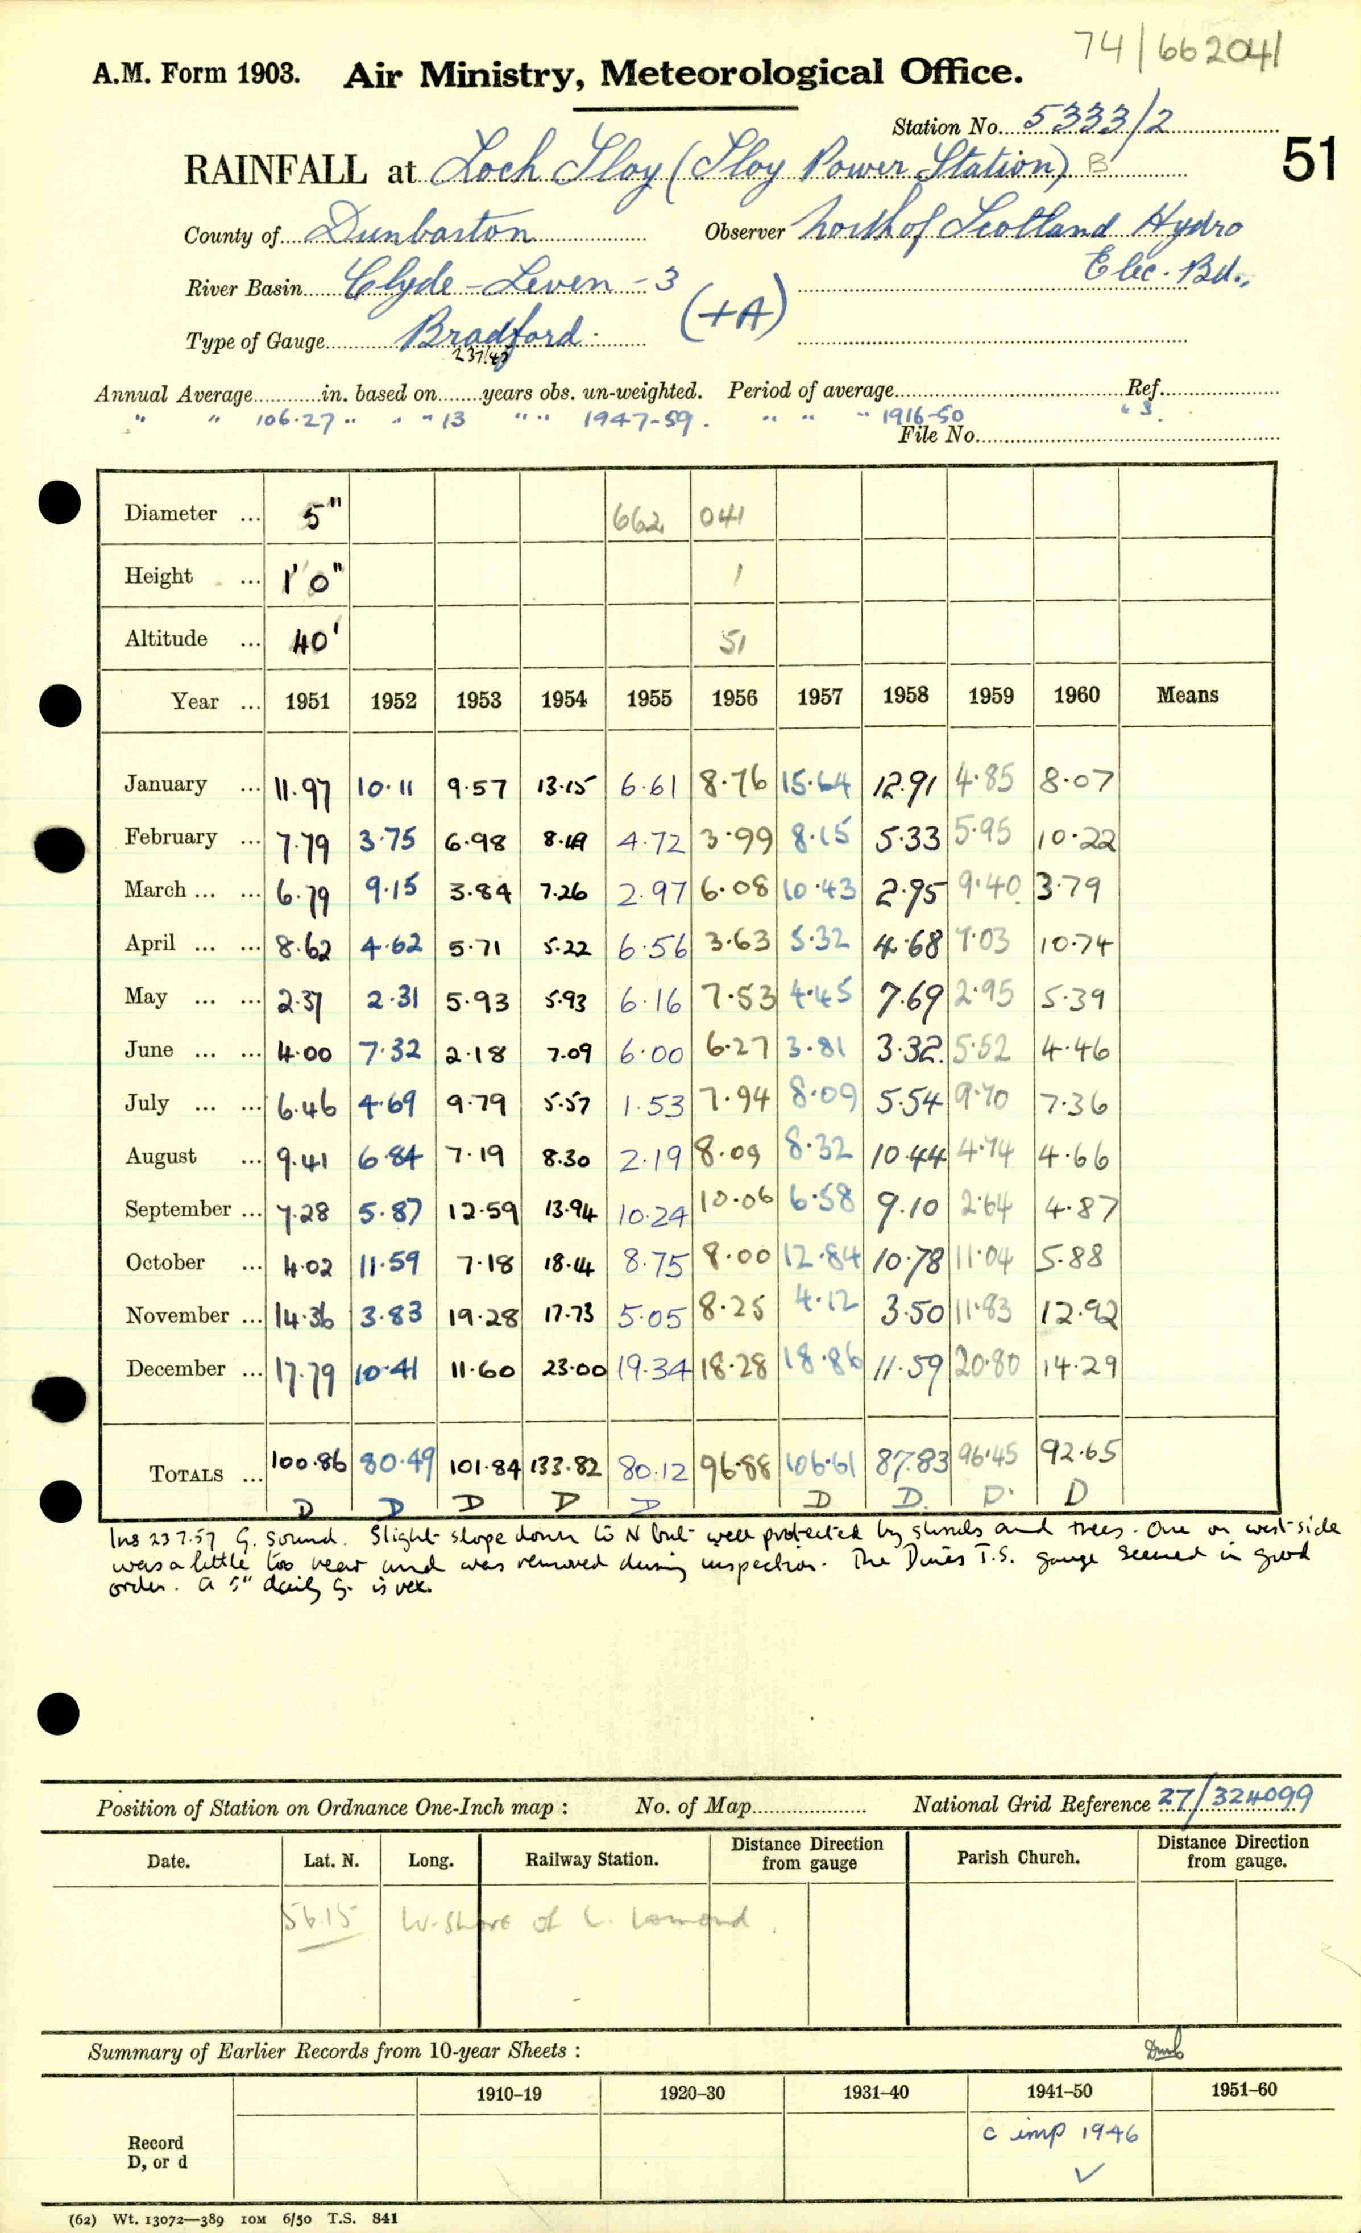 74/662041
A.M. Form 1903. Air Ministry, Meteorological Office.
Station No. 5333/2
RAINFALL at Loch Sloy (Sloy Power Station) B
51
County of Dunbarton Observer North of Scotland Hydro
River Basin Clyde - Leven - 3 Elec. Bd.,
Type of Gauge Bradford. (+A)
Annual Average in. based on years obs. un-weighted. Period of average Ref.
" " 106.27 " " " 13 " " 1947-59. " " " 1916-50 " 3.
File No.
Diameter ... 5" 662 041
Height ... 1'0" 1
Altitude ... 40' 51
Year ... 1951 1952 1953 1954 1955 1956 1957 1958 1959 1960 Means
January ... 11.97 10.11 9.57 13.15 6.61 8.76 15.64 12.91 4.85 8.07
February ... 7.79 3.75 6.98 8.49 4.72 3.99 8.15 5.33 5.95 10.22
March ... ... 6.79 9.15 3.84 7.26 2.97 6.08 10.43 2.95 9.40 3.79
April ... ... 8.62 4.62 5.71 5.22 6.56 3.63 5.32 4.68 7.03 10.74
May ... ... 2.37 2.31 5.93 5.93 6.16 7.53 4.45 7.69 2.95 5.39
June ... ... 4.00 7.32 2.18 7.09 6.00 6.27 3.81 3.32 5.52 4.46
July ... ... 6.46 4.69 9.79 5.57 1.53 7.94 8.09 5.54 9.70 7.36
August ... 9.41 6.84 7.19 8.30 2.19 8.09 8.32 10.44 4.74 4.66
September ... 7.28 5.87 12.59 13.94 10.24 10.06 6.58 9.10 2.64 4.87
October ... 4.02 11.59 7.18 18.14 8.75 8.00 12.84 10.78 11.04 5.88
November ... 14.36 3.83 19.28 17.73 5.05 8.25 4.12 3.50 11.83 12.92
December ... 17.79 10.41 11.60 23.00 19.34 18.28 18.86 11.59 20.80 14.29
TOTALS ... 100.86 80.49 101.84 133.82 80.12 96.88 106.61 87.83 96.45 92.65
D D D D D D D. D. D
Ins 23.7.57 G. sound. Slight slope down to N but well protected by shrubs and trees. One on west side
was a little too near and was removed during inspection. The Dines T.S. gauge seemed in good
order. A 5" daily G. is
Position of Station on Ordnance One-Inch map : No. of Map National Grid Reference 27/324099
Date. Lat. N. Long. Railway Station. Distance Direction from gauge Parish Church. Distance Direction from gauge.
56.15 W. Shore of L. Lomond.
Summary of Earlier Records from 10-year Sheets :
1910–19 1920–30 1931–40 1941–50 1951–60
Record
D, or d
c imp 1946
✓
(62) Wt. 13072—389 10M 6/50 T.S. 841